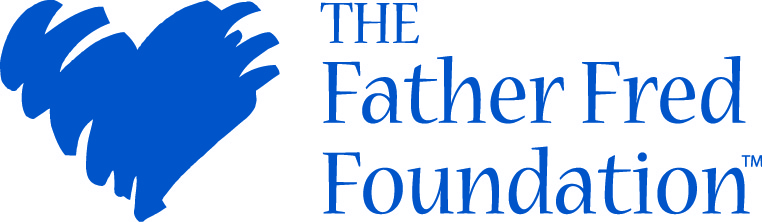 THE
Father Fred
Foundation™